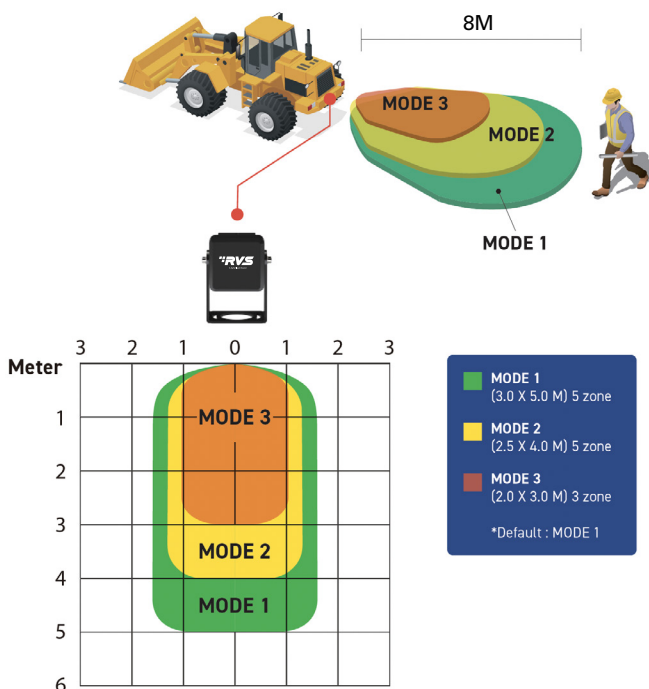 8M
MODE 3
MODE 2
MODE 1
RVS
3 2 1 0 1 2 3
Meter
1
2
3
4
5
6
MODE 3
MODE 2
MODE 1
MODE 1
(3.0 X 5.0 M) 5 zone
MODE 2
(2.5 X 4.0 M) 5 zone
MODE 3
(2.0 X 3.0 M) 3 zone
*Default : MODE 1